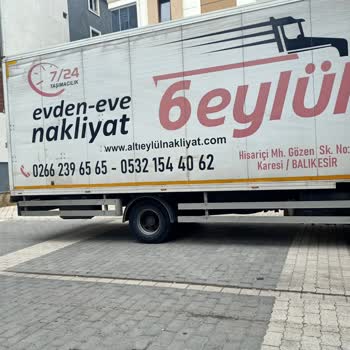 7/24
TAŞIMACILIK
evden-eve
nakliyat
6eylül
www.altıeylülnakliyat.com
0266 239 65 65 - 0532 154 40 62
Hisariçi Mh. Gözen Sk. No:
Karesi / BALIKESİR